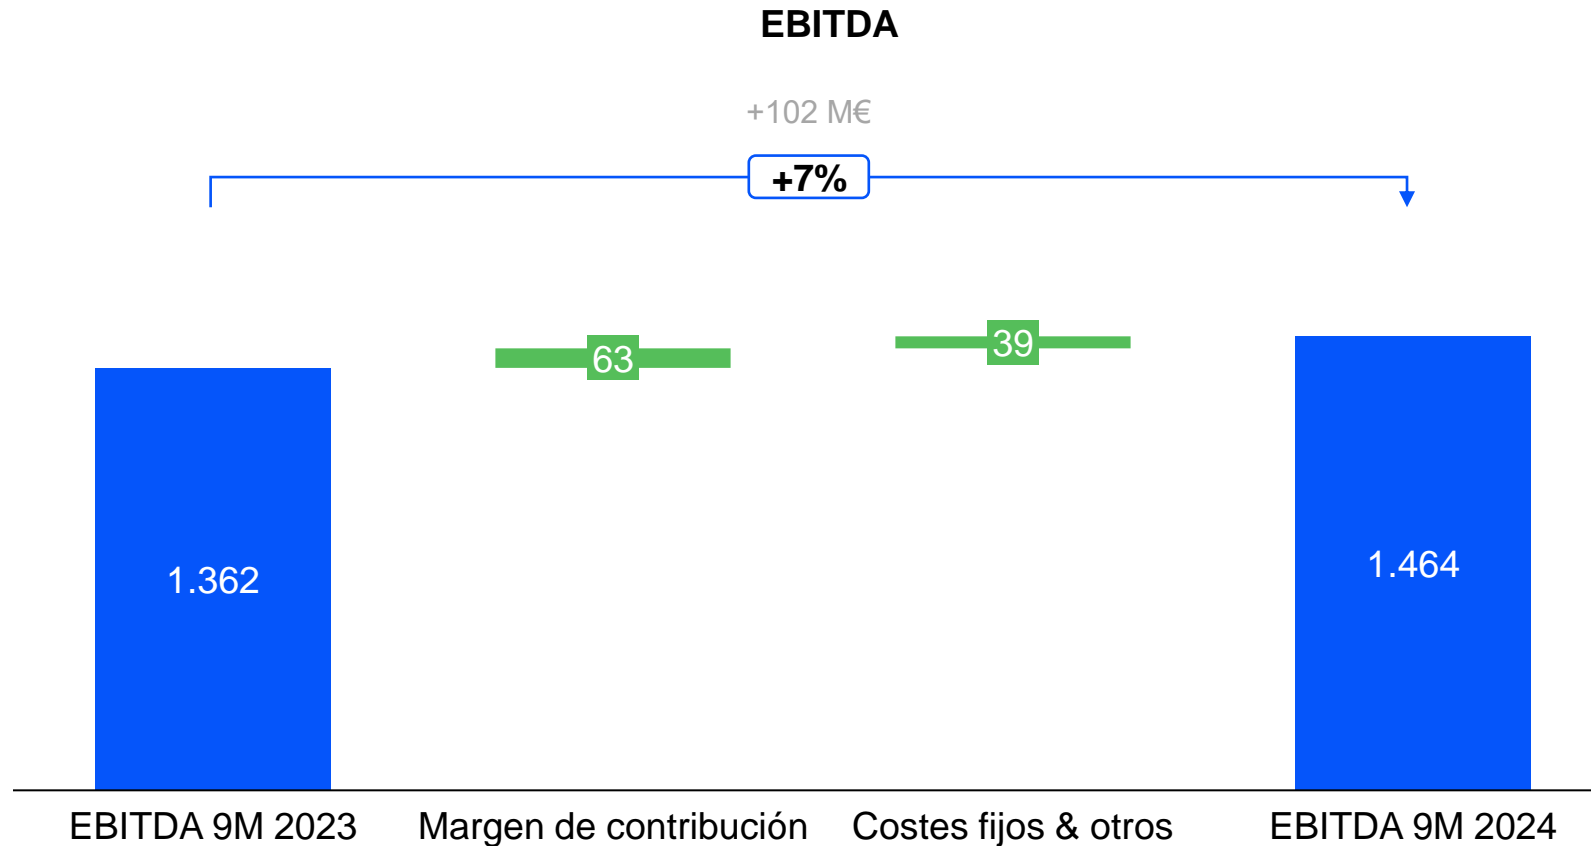 EBITDA
+102 M€
+7%
63
39
1.362
1.464
EBITDA 9M 2023
Margen de contribución
Costes fijos & otros
EBITDA 9M 2024